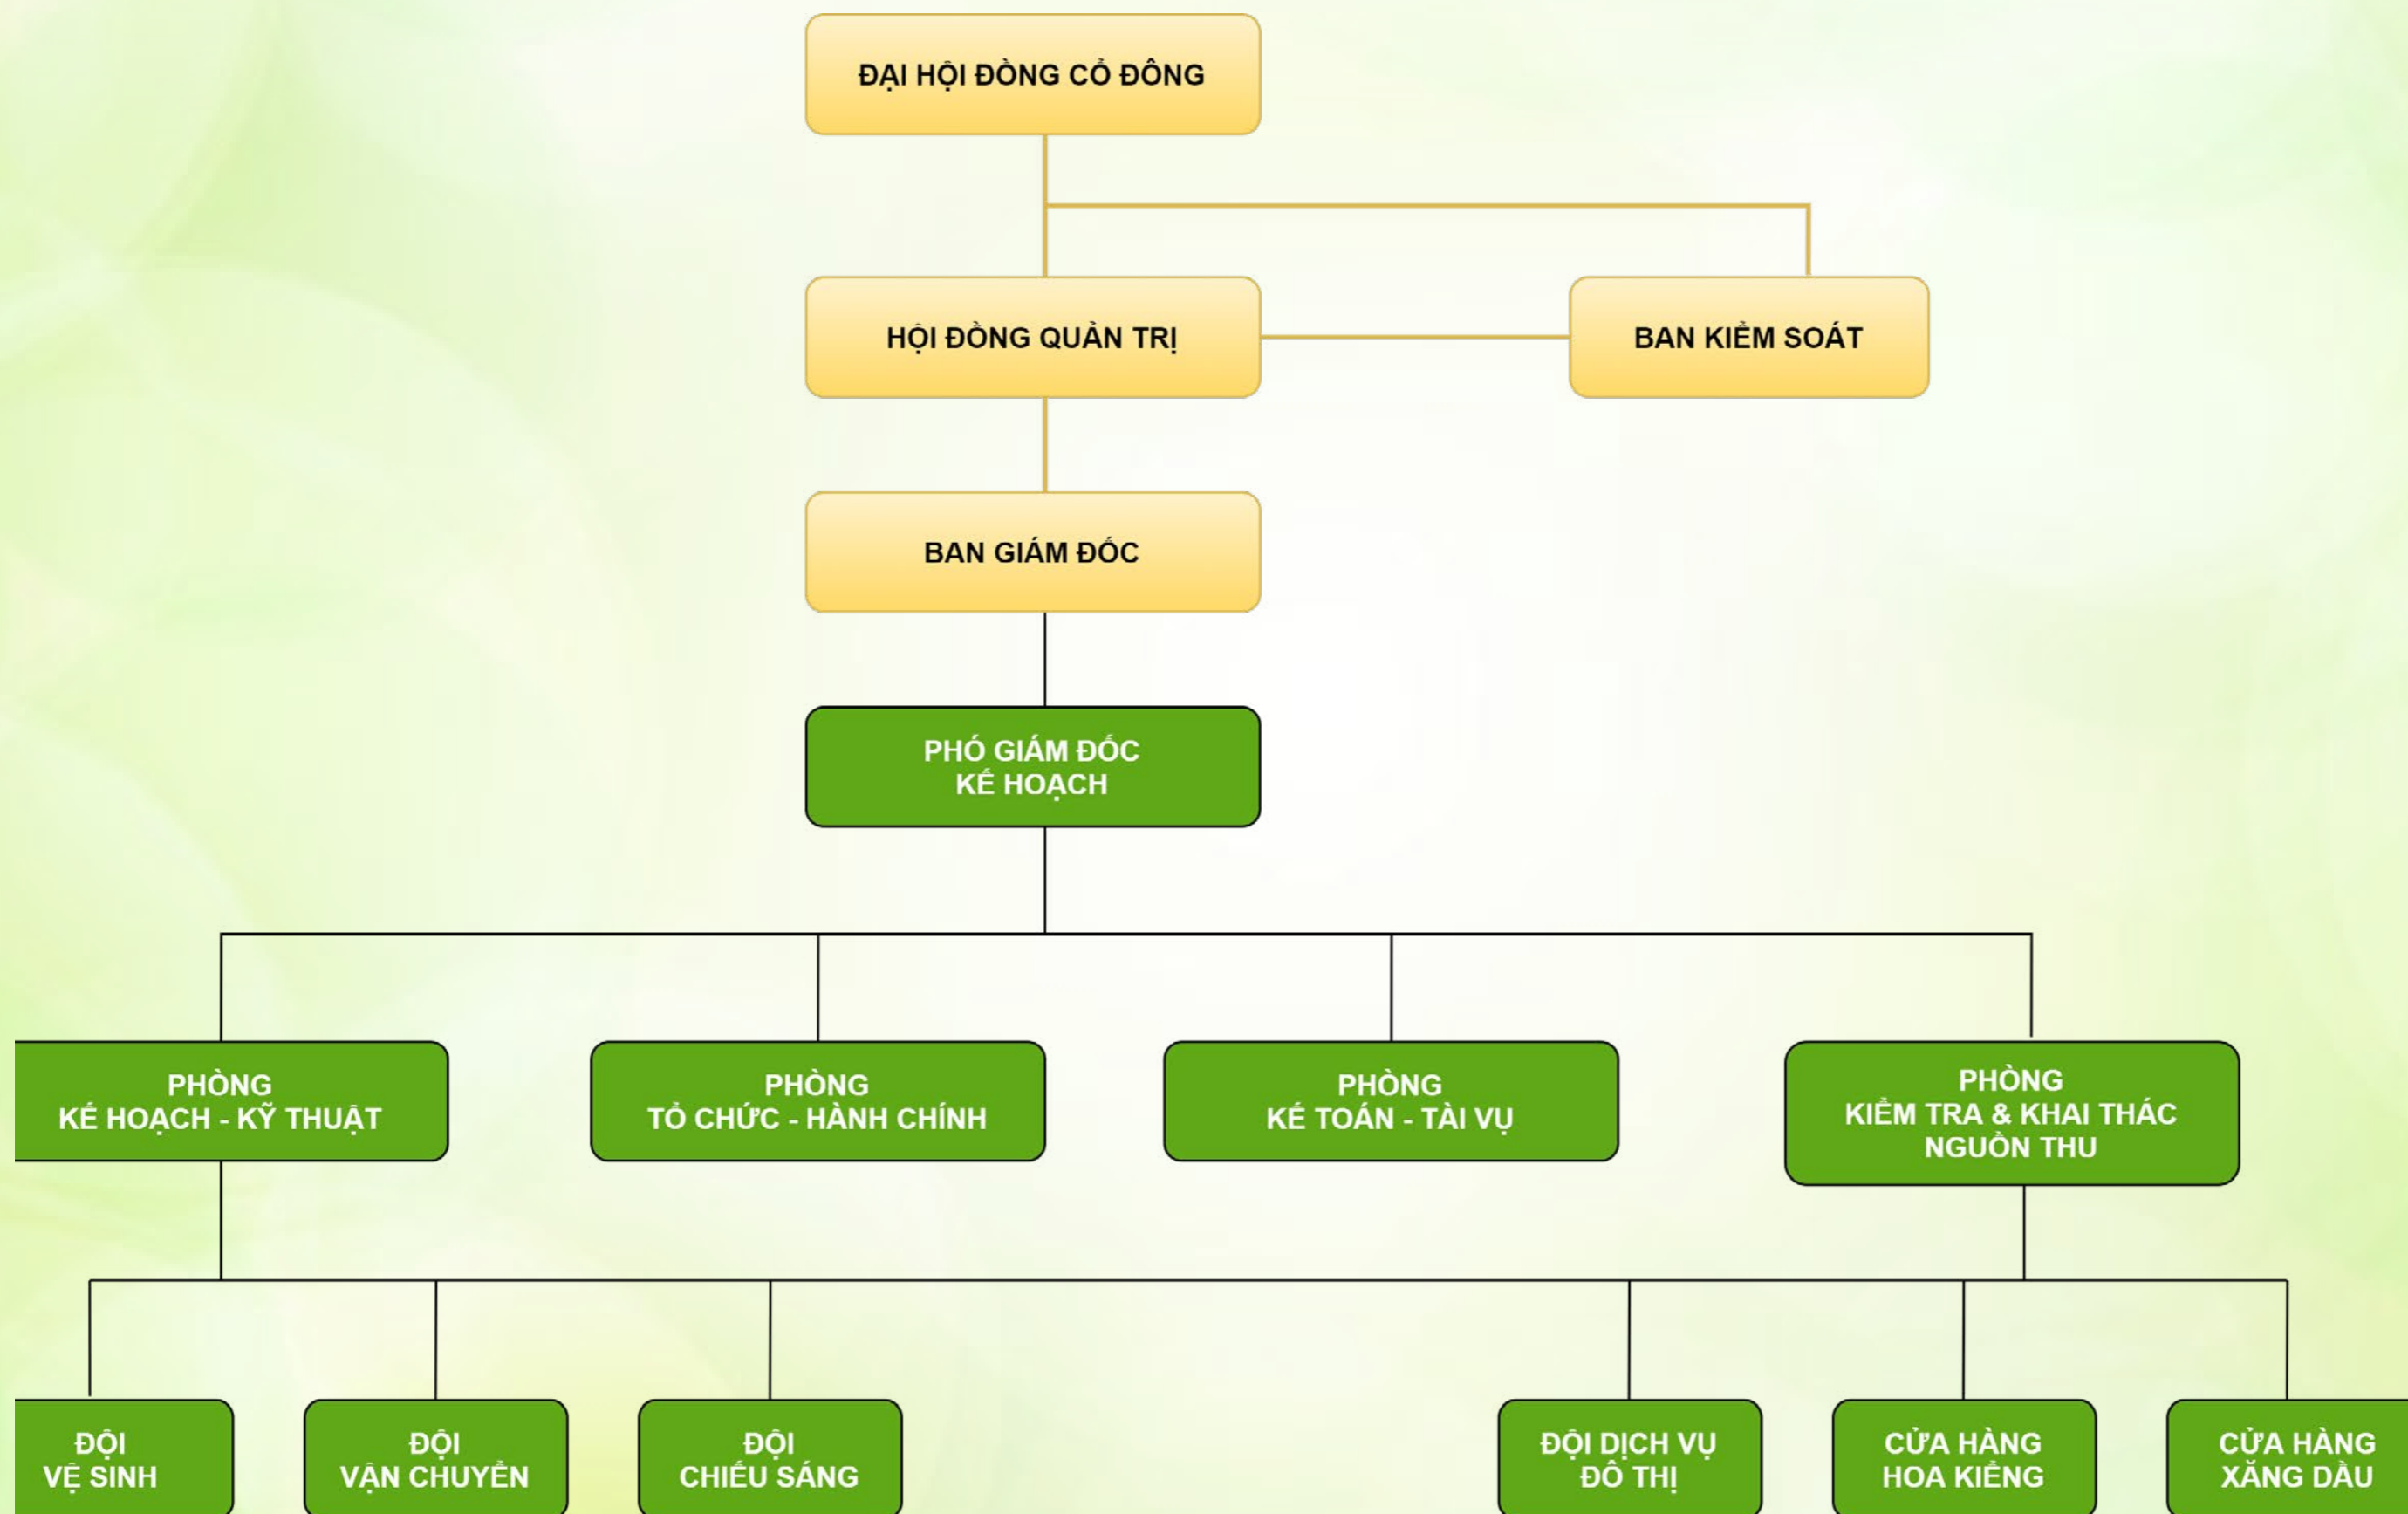 ĐẠI HỘI ĐỒNG CỔ ĐÔNG
HỘI ĐỒNG QUẢN TRỊ
BAN KIỂM SOÁT
BAN GIÁM ĐỐC
PHÓ GIÁM ĐỐC
KẾ HOẠCH
PHÒNG
KẾ HOẠCH - KỸ THUẬT
PHÒNG
TỔ CHỨC - HÀNH CHÍNH
PHÒNG
KẾ TOÁN - TÀI VỤ
PHÒNG
KIỂM TRA & KHAI THÁC
NGUỒN THU
ĐỘI
VỆ SINH
ĐỘI
VẬN CHUYỂN
ĐỘI
CHIẾU SÁNG
ĐỘI DỊCH VỤ
ĐÔ THỊ
CỬA HÀNG
HOA KIỂNG
CỬA HÀNG
XĂNG DẦU